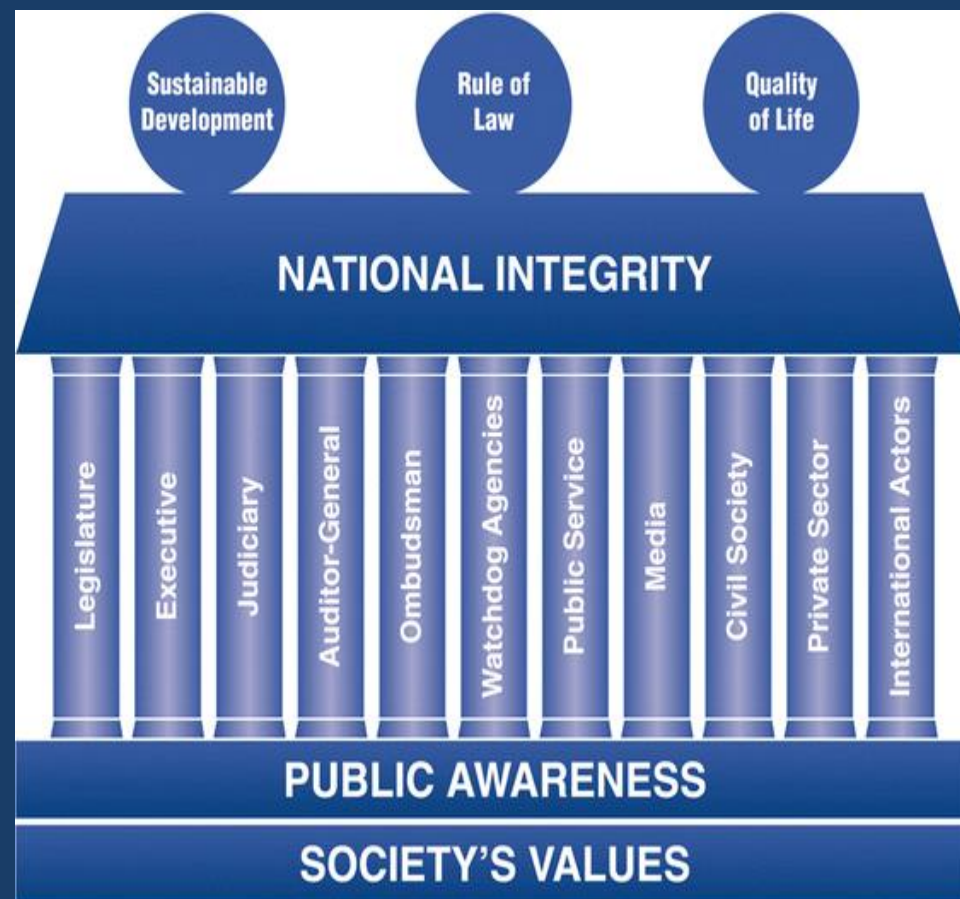 Sustainable
Development
Rule of
Law
Quality
of Life
NATIONAL INTEGRITY
Legislature
Executive
Judiciary
Auditor-General
Ombudsman
Watchdog Agencies
Public Service
Media
Civil Society
Private Sector
International Actors
PUBLIC AWARENESS
SOCIETY'S VALUES